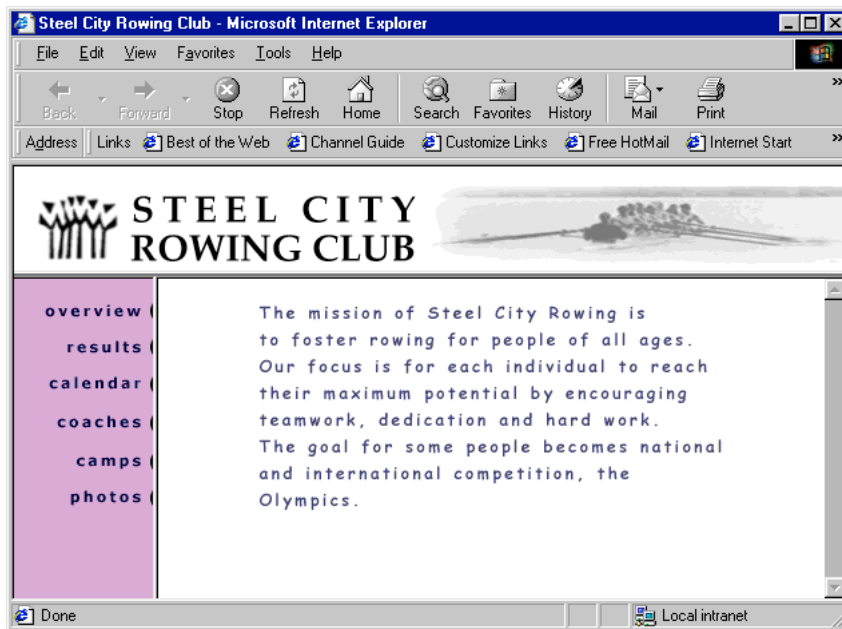 Steel City Rowing Club - Microsoft Internet Explorer
File Edit View Favorites Tools Help
Back Forward Stop Refresh Home Search Favorites History Mail Print »
Address Links Best of the Web Channel Guide Customize Links Free HotMail Internet Start »
STEEL CITY
ROWING CLUB
overview
results
calendar
coaches
camps
photos
The mission of Steel City Rowing is
to foster rowing for people of all ages.
Our focus is for each individual to reach
their maximum potential by encouraging
teamwork, dedication and hard work.
The goal for some people becomes national
and international competition, the
Olympics.
Done Local intranet